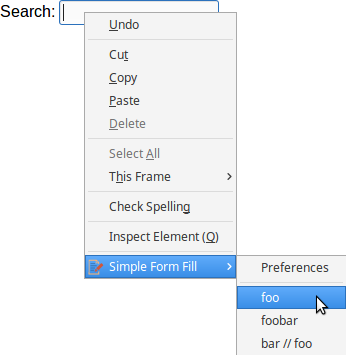 Search:
Undo
Cut
Copy
Paste
Delete
Select All
This Frame
Check Spelling
Inspect Element (Q)
Simple Form Fill
Preferences
foo
foobar
bar // foo